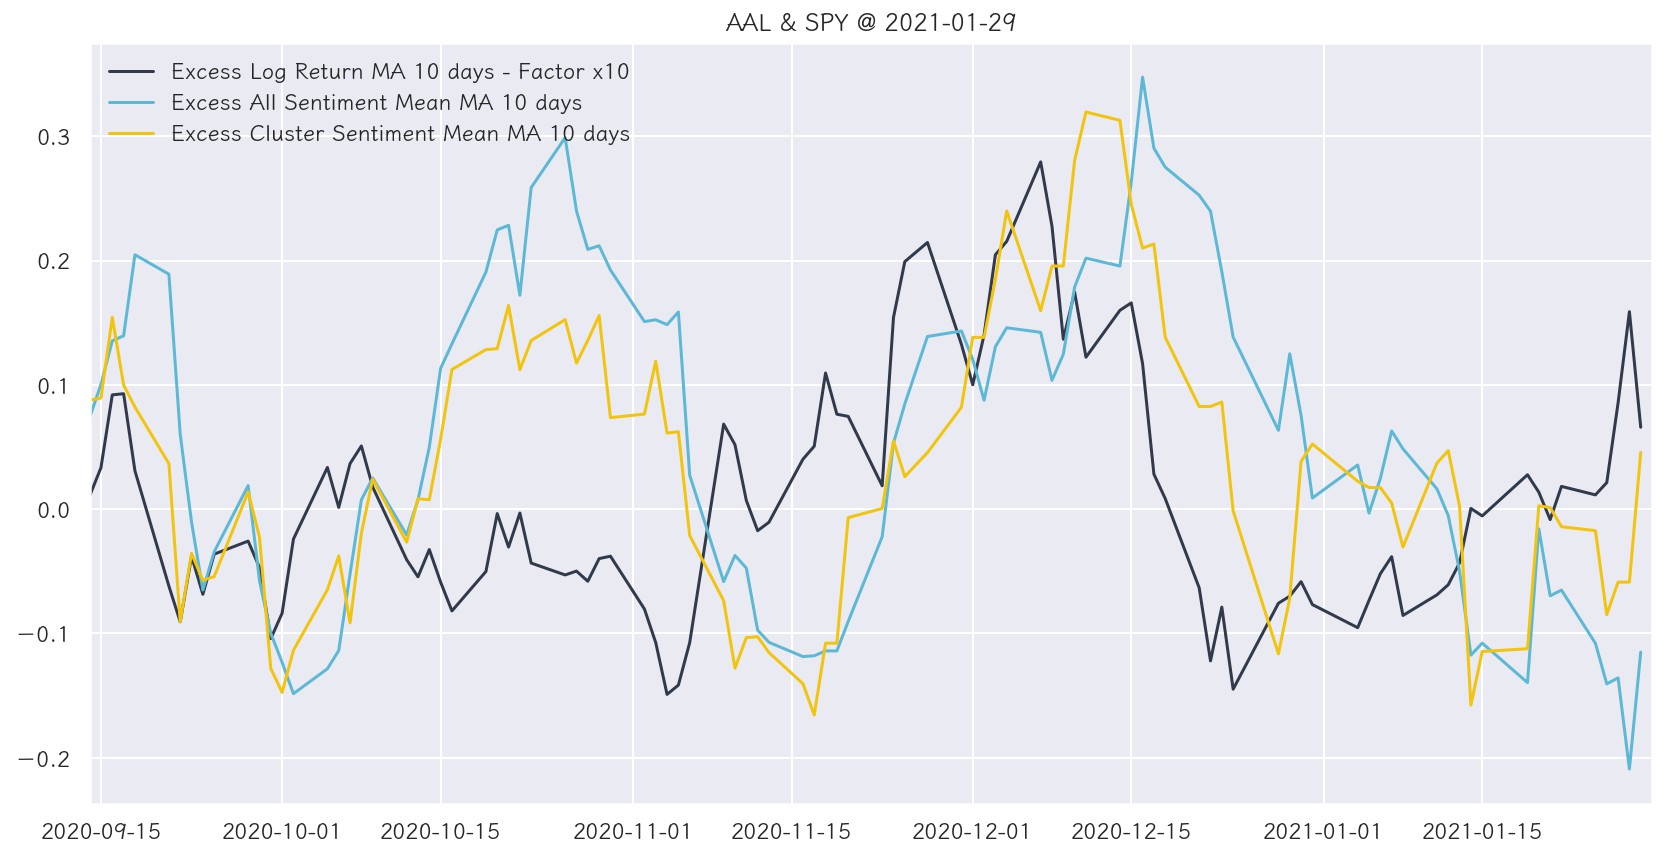 AAL & SPY @ 2021-01-29
Excess Log Return MA 10 days - Factor x10
Excess All Sentiment Mean MA 10 days
Excess Cluster Sentiment Mean MA 10 days
0.3
0.2
0.1
0.0
−0.1
−0.2
2020-09-15 2020-10-01 2020-10-15 2020-11-01 2020-11-15 2020-12-01 2020-12-15 2021-01-01 2021-01-15